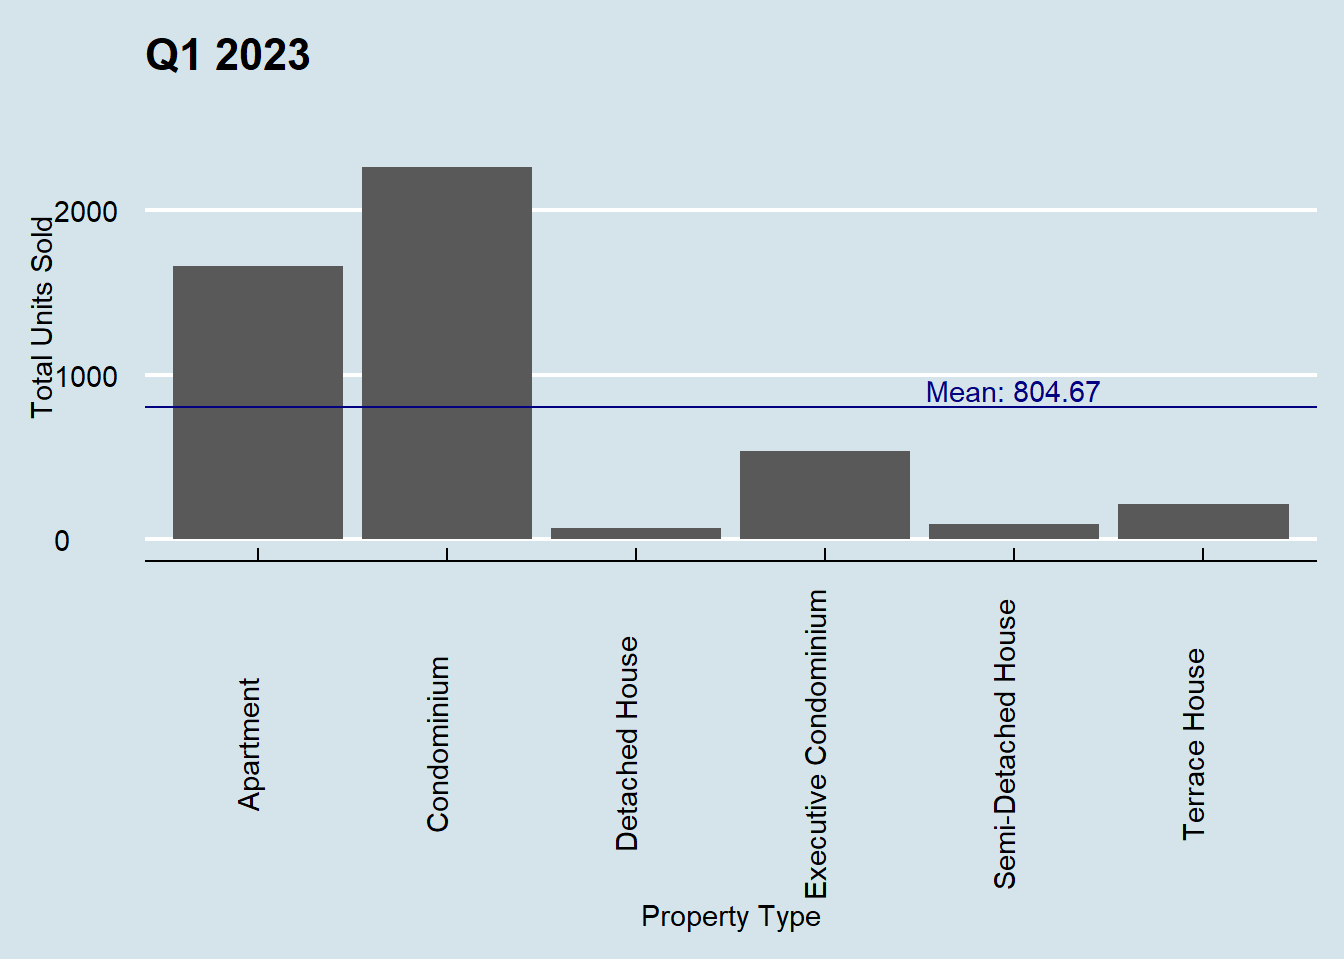 Q1 2023
Total Units Sold
2000
1000
0
Mean: 804.67
Apartment
Condominium
Detached House
Executive Condominium
Semi-Detached House
Terrace House
Property Type